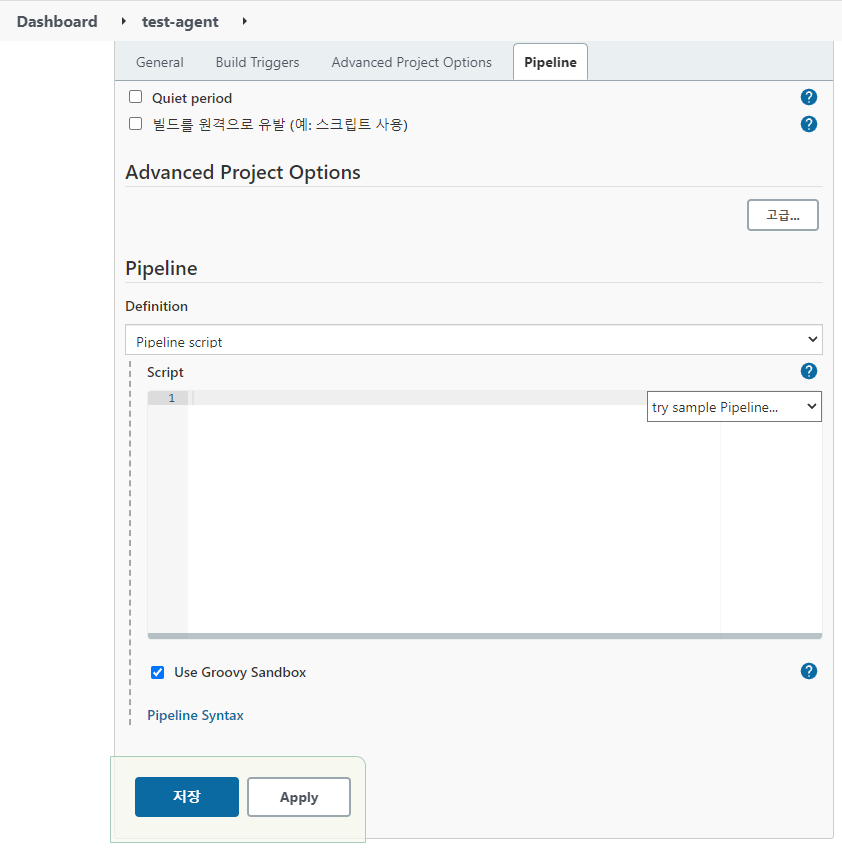 Dashboard test-agent
General Build Triggers Advanced Project Options Pipeline
Quiet period ?
빌드를 원격으로 유발 (예: 스크립트 사용) ?
Advanced Project Options
고급...
Pipeline
Definition
Pipeline script
Script ?
1
try sample Pipeline...
Use Groovy Sandbox ?
Pipeline Syntax
저장 Apply